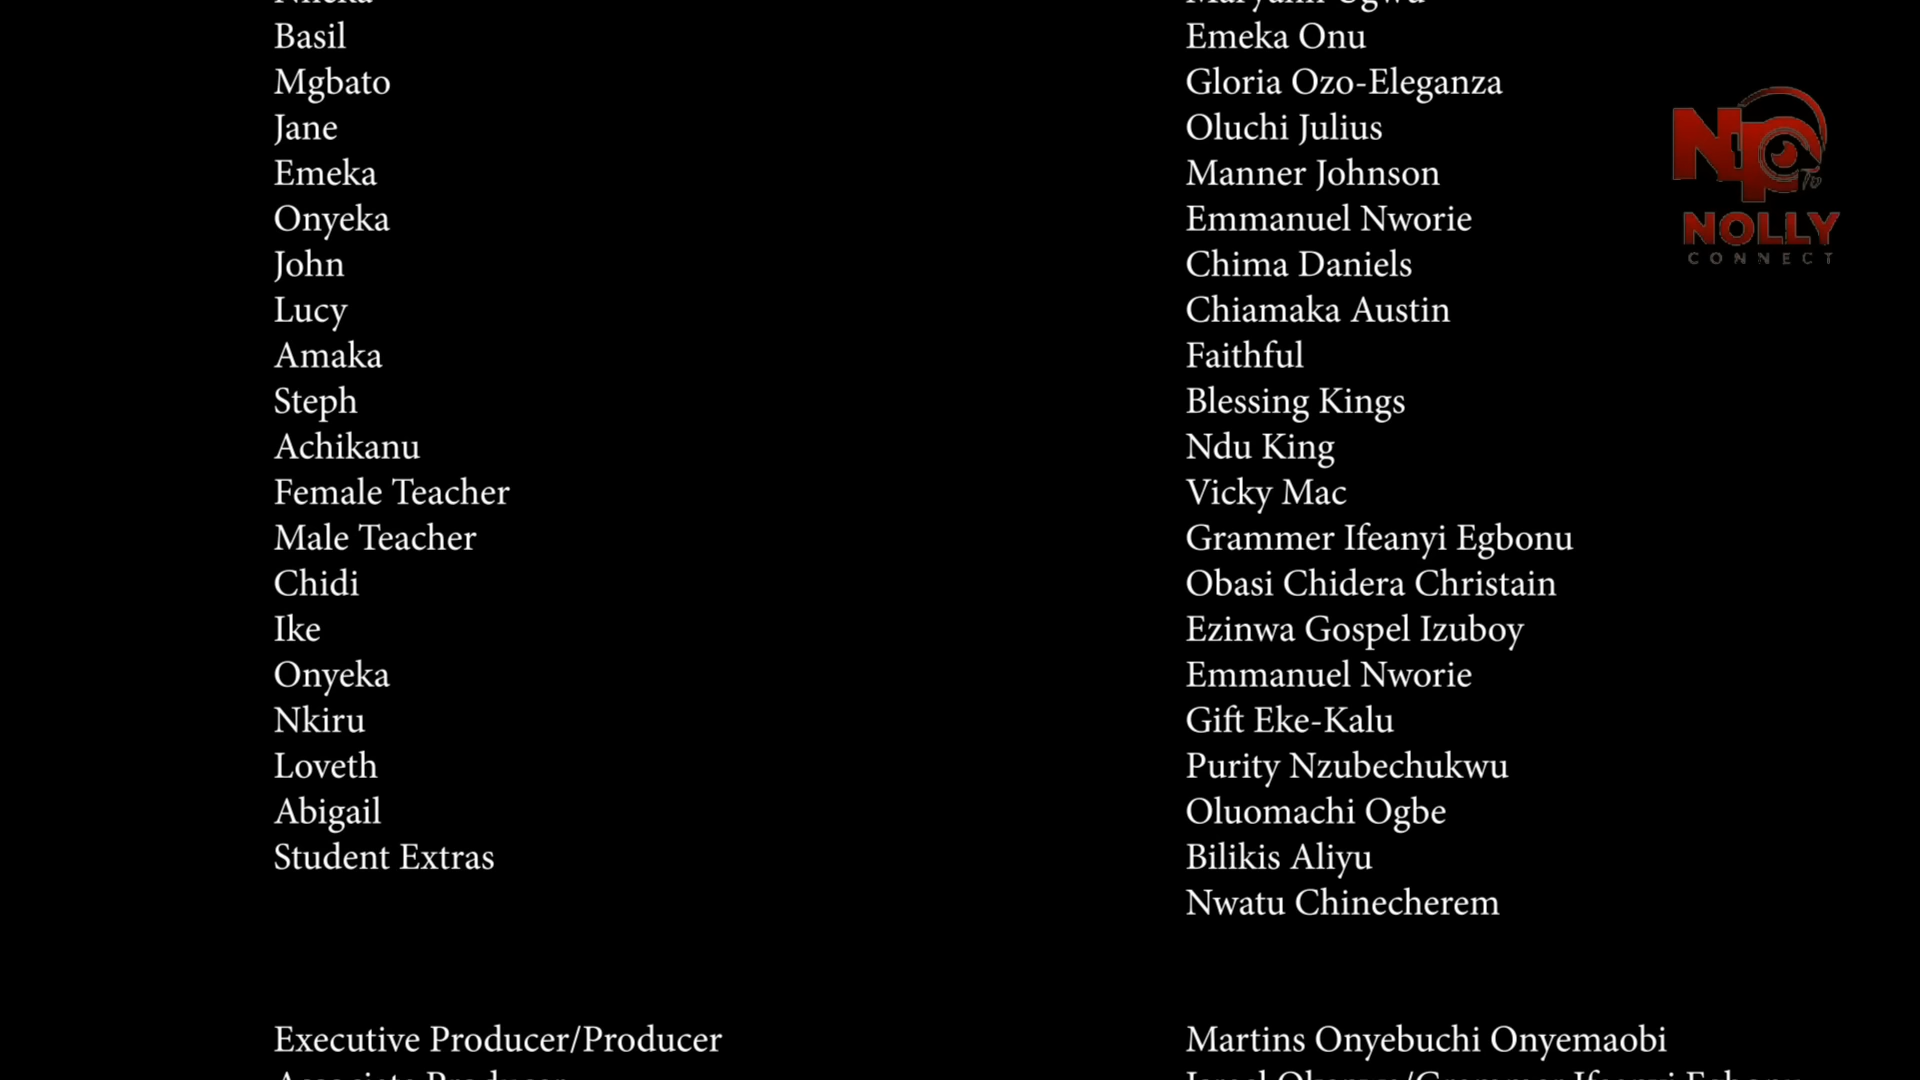 Basil Emeka Onu
Mgbato Gloria Ozo-Eleganza
Jane Oluchi Julius
Emeka Manner Johnson
Onyeka Emmanuel Nworie
John Chima Daniels
Lucy Chiamaka Austin
Amaka Faithful
Steph Blessing Kings
Achikanu Ndu King
Female Teacher Vicky Mac
Male Teacher Grammer Ifeanyi Egbonu
Chidi Obasi Chidera Christain
Ike Ezinwa Gospel Izuboy
Onyeka Emmanuel Nworie
Nkiru Gift Eke-Kalu
Loveth Purity Nzubechukwu
Abigail Oluomachi Ogbe
Student Extras Bilikis Aliyu
Nwatu Chinecherem
Executive Producer/Producer Martins Onyebuchi Onyemaobi
NOLLY
CONNECT